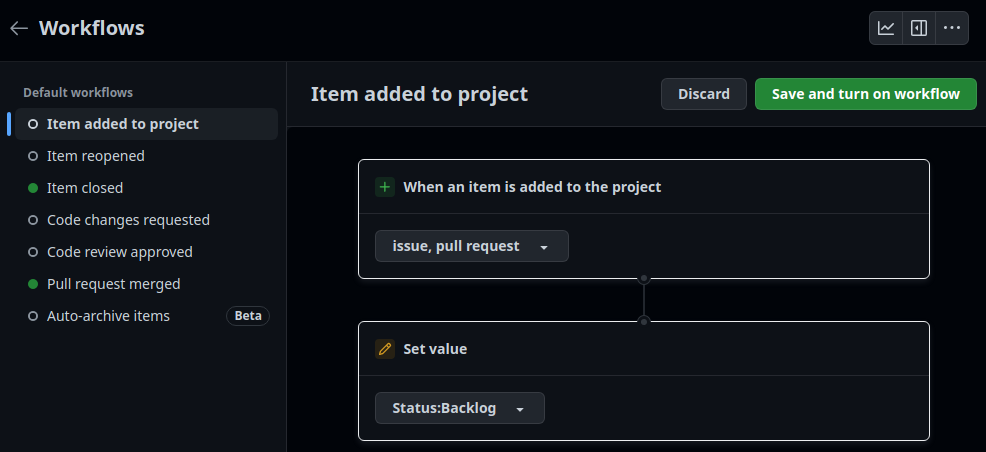 Workflows
Default workflows
Item added to project
Item reopened
Item closed
Code changes requested
Code review approved
Pull request merged
Auto-archive items Beta
Item added to project
Discard
Save and turn on workflow
When an item is added to the project
issue, pull request
Set value
Status:Backlog